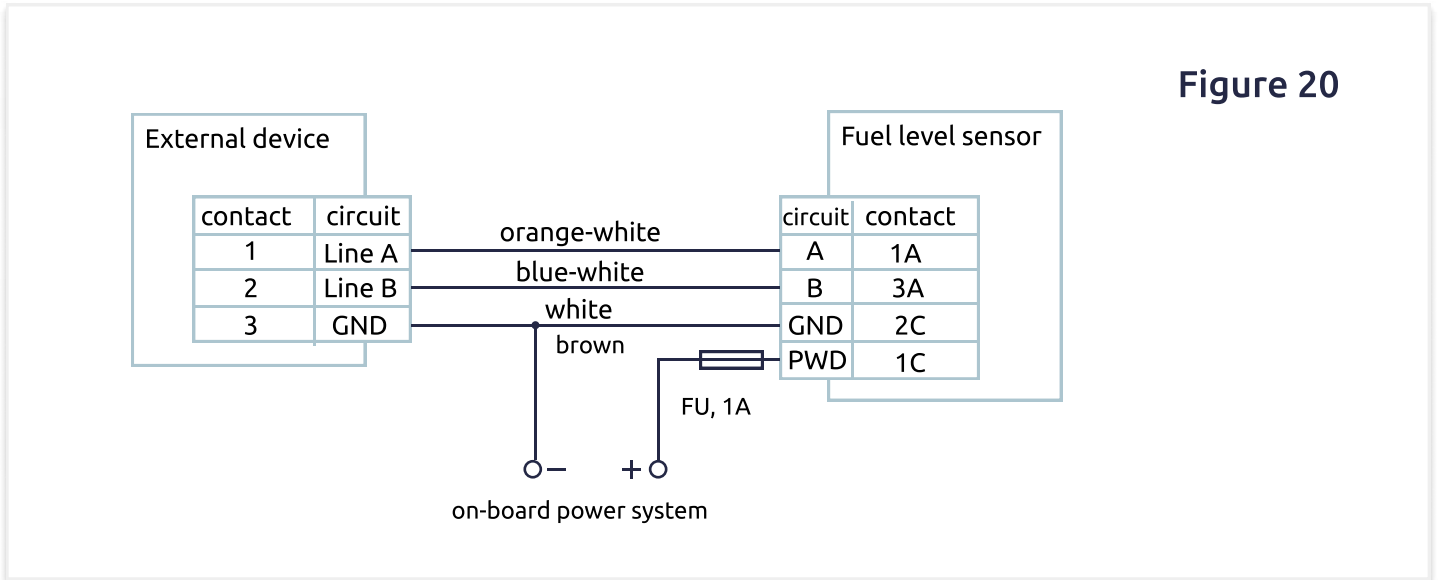 Figure 20
External device
Fuel level sensor
contact circuit
circuit contact
orange-white
1 Line A
A 1A
blue-white
2 Line B
B 3A
white
3 GND
GND 2C
brown
PWD 1C
FU, 1A
– +
on-board power system